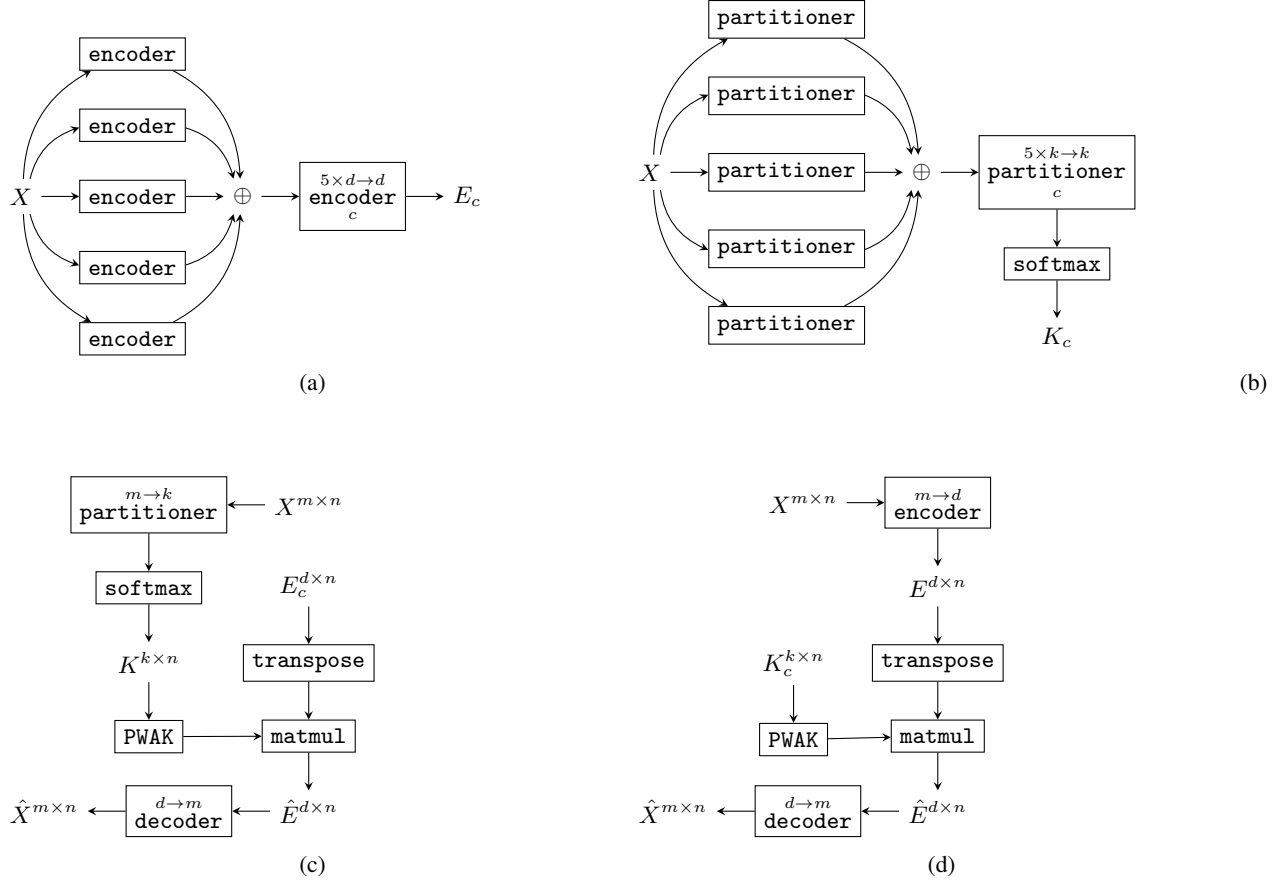 encoder
encoder
X encoder ⊕ 5×d→d encoder c E_c
encoder
encoder
(a)
partitioner
partitioner
X partitioner ⊕ 5×k→k partitioner c
partitioner
softmax
partitioner
K_c
(b)
m→k
partitioner
X^{m×n}
softmax
E_c^{d×n}
K^{k×n}
transpose
PWAK
matmul
X̂^{m×n}
d→m
decoder
Ê^{d×n}
(c)
X^{m×n}
m→d
encoder
E^{d×n}
K_c^{k×n}
transpose
PWAK
matmul
X̂^{m×n}
d→m
decoder
Ê^{d×n}
(d)